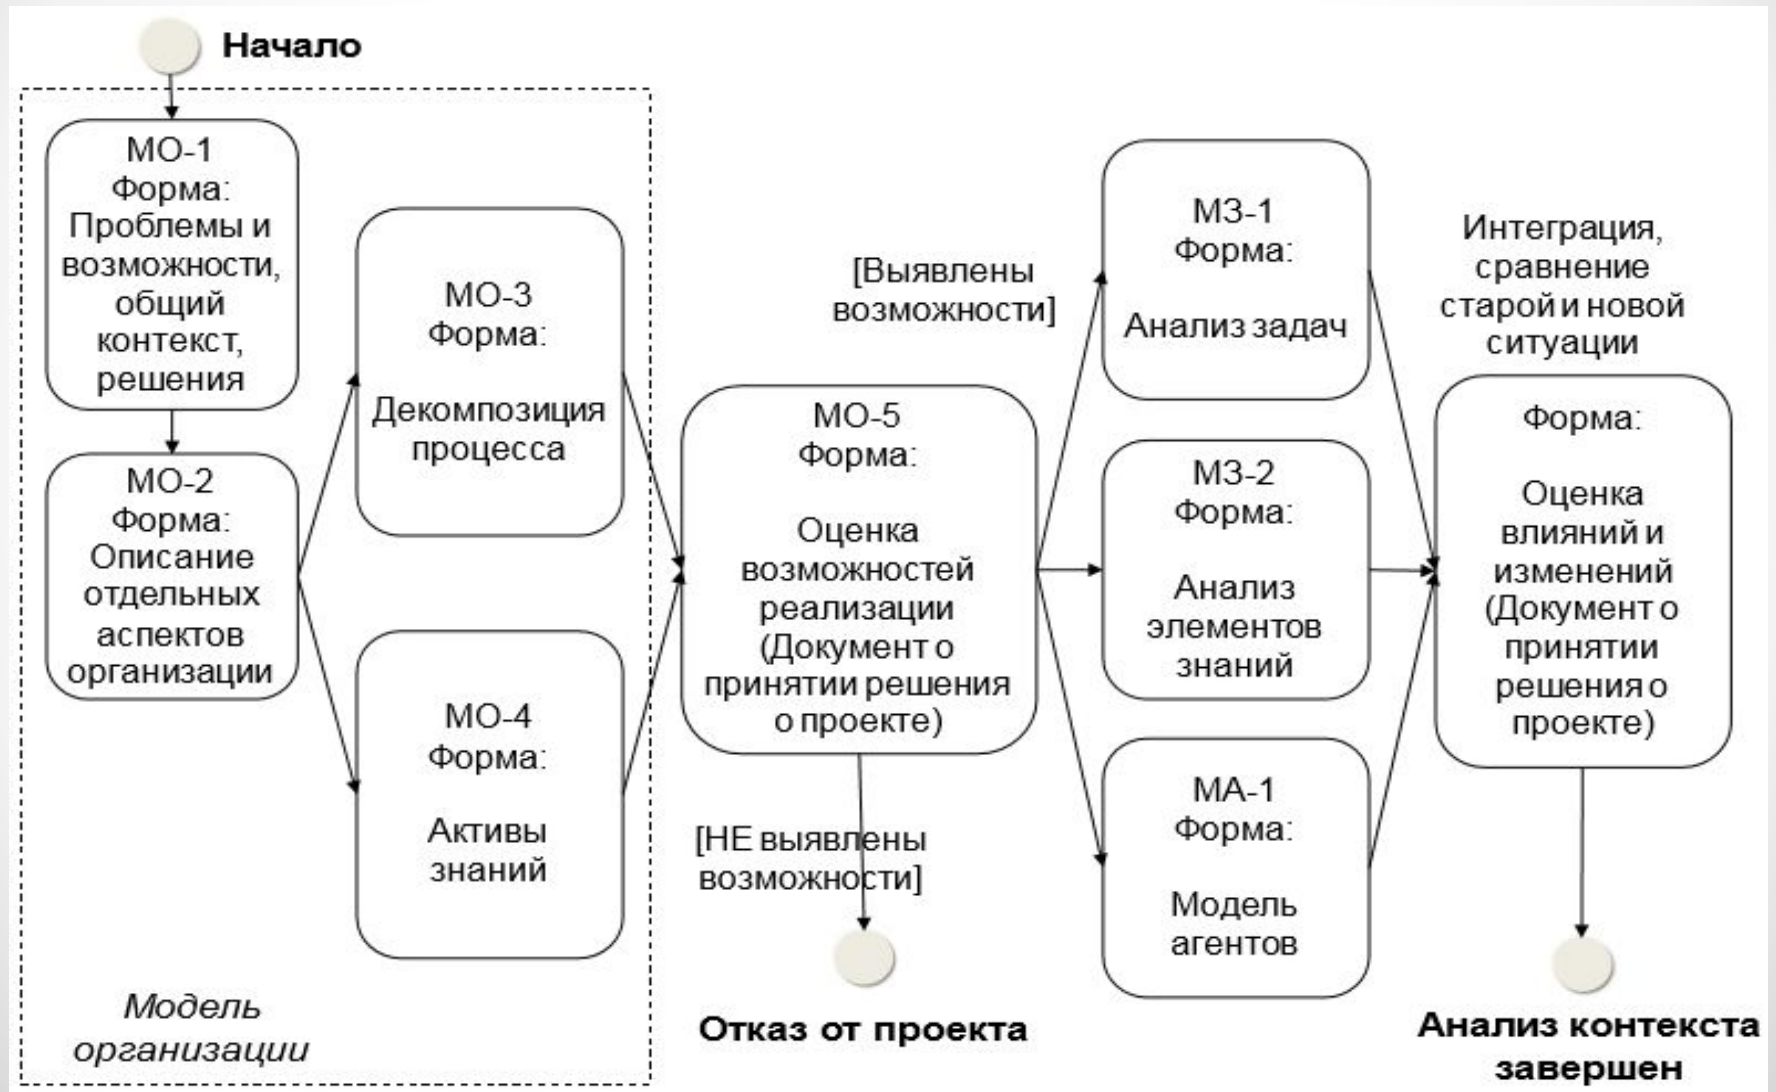 Начало
МО-1
Форма:
Проблемы и
возможности,
общий
контекст,
решения
МО-2
Форма:
Описание
отдельных
аспектов
организации
МО-3
Форма:
Декомпозиция
процесса
МО-4
Форма:
Активы
знаний
Модель
организации
МО-5
Форма:
Оценка
возможностей
реализации
(Документ о
принятии решения
о проекте)
[НЕ выявлены
возможности]
Отказ от проекта
[Выявлены
возможности]
МЗ-1
Форма:
Анализ задач
МЗ-2
Форма:
Анализ
элементов
знаний
МА-1
Форма:
Модель
агентов
Интеграция,
сравнение
старой и новой
ситуации
Форма:
Оценка
влияний и
изменений
(Документ о
принятии
решения о
проекте)
Анализ контекста
завершен